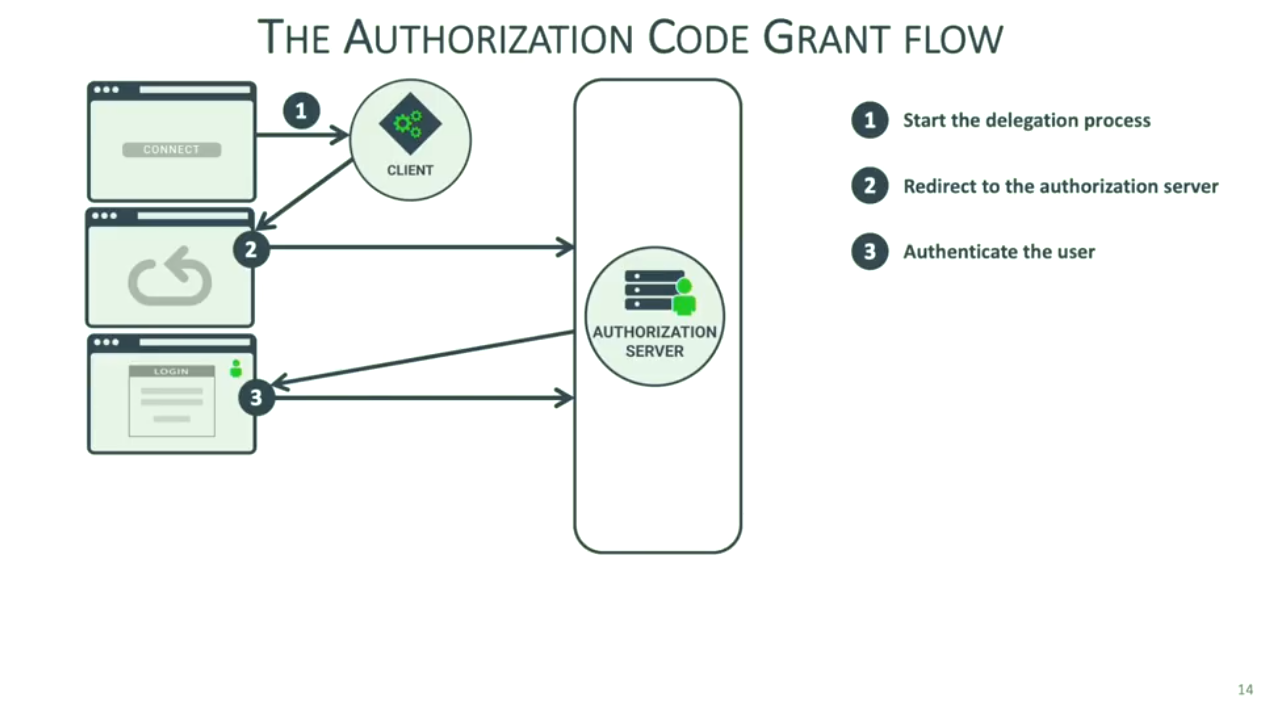 THE AUTHORIZATION CODE GRANT FLOW
1
CONNECT
CLIENT
2
AUTHORIZATION
SERVER
LOGIN
3
1 Start the delegation process
2 Redirect to the authorization server
3 Authenticate the user
14